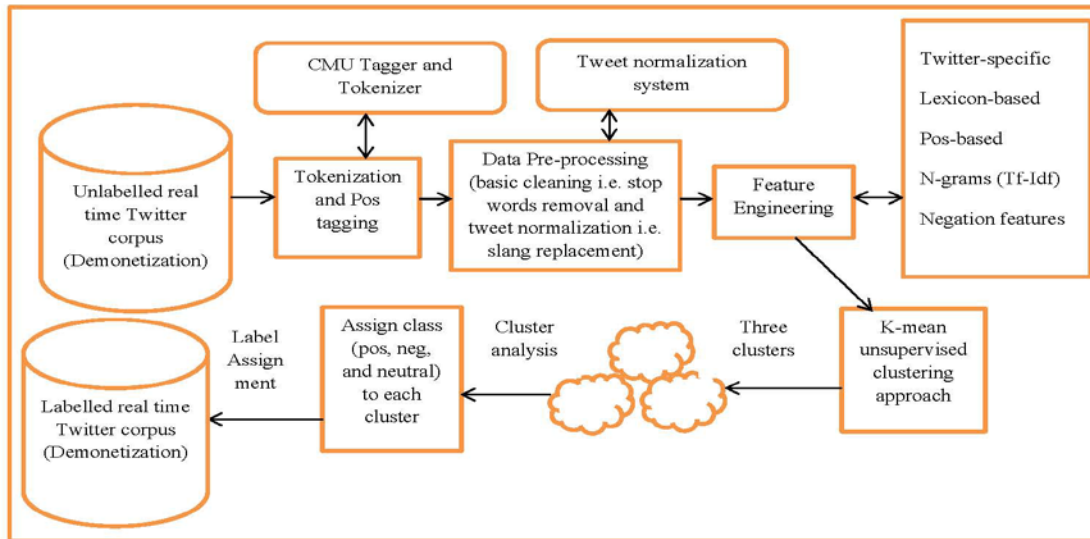 CMU Tagger and
Tokenizer
Tweet normalization
system
Twitter-specific
Lexicon-based
Pos-based
N-grams (Tf-Idf)
Negation features
Unlabelled real
time Twitter
corpus
(Demonetization)
Tokenization
and Pos
tagging
Data Pre-processing
(basic cleaning i.e. stop
words removal and
tweet normalization i.e.
slang replacement)
Feature
Engineering
K-mean
unsupervised
clustering
approach
Three
clusters
Cluster
analysis
Assign class
(pos, neg,
and neutral)
to each
cluster
Label
Assign
ment
Labelled real time
Twitter corpus
(Demonetization)